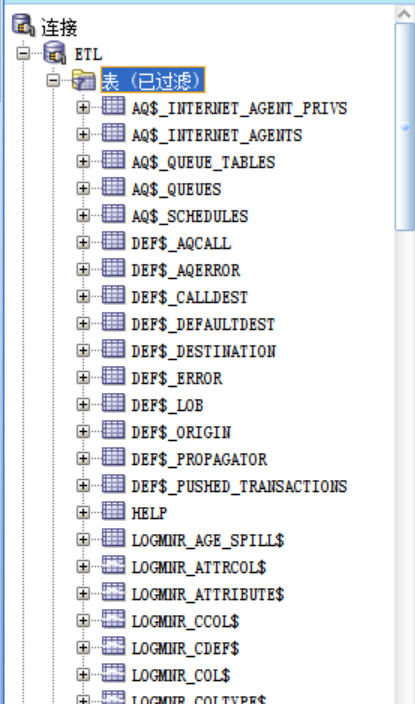 连接
ETL
表 (已过滤)
AQ$_INTERNET_AGENT_PRIVS
AQ$_INTERNET_AGENTS
AQ$_QUEUE_TABLES
AQ$_QUEUES
AQ$_SCHEDULES
DEF$_AQCALL
DEF$_AQERROR
DEF$_CALLDEST
DEF$_DEFAULTDEST
DEF$_DESTINATION
DEF$_ERROR
DEF$_LOB
DEF$_ORIGIN
DEF$_PROPAGATOR
DEF$_PUSHED_TRANSACTIONS
HELP
LOGMNR_AGE_SPILL$
LOGMNR_ATTRCOL$
LOGMNR_ATTRIBUTE$
LOGMNR_CCOL$
LOGMNR_CDEF$
LOGMNR_COL$
LOGMNR_COLTYPE$